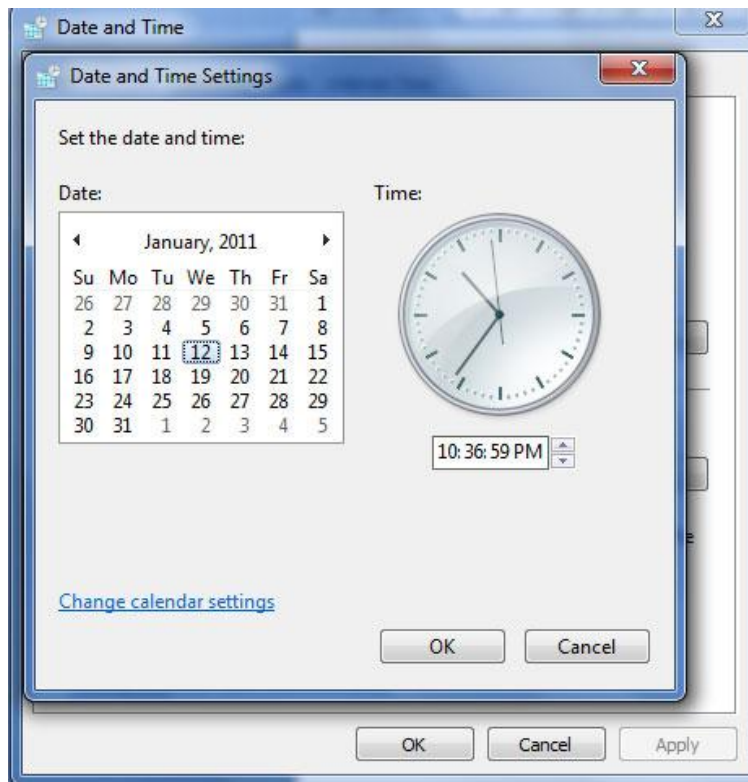 Date and Time
Date and Time Settings
Set the date and time:
Date: Time:
January, 2011
Su Mo Tu We Th Fr Sa
26 27 28 29 30 31 1
2 3 4 5 6 7 8
9 10 11 12 13 14 15
16 17 18 19 20 21 22
23 24 25 26 27 28 29
30 31 1 2 3 4 5
10:36:59 PM
Change calendar settings
OK Cancel
OK Cancel Apply